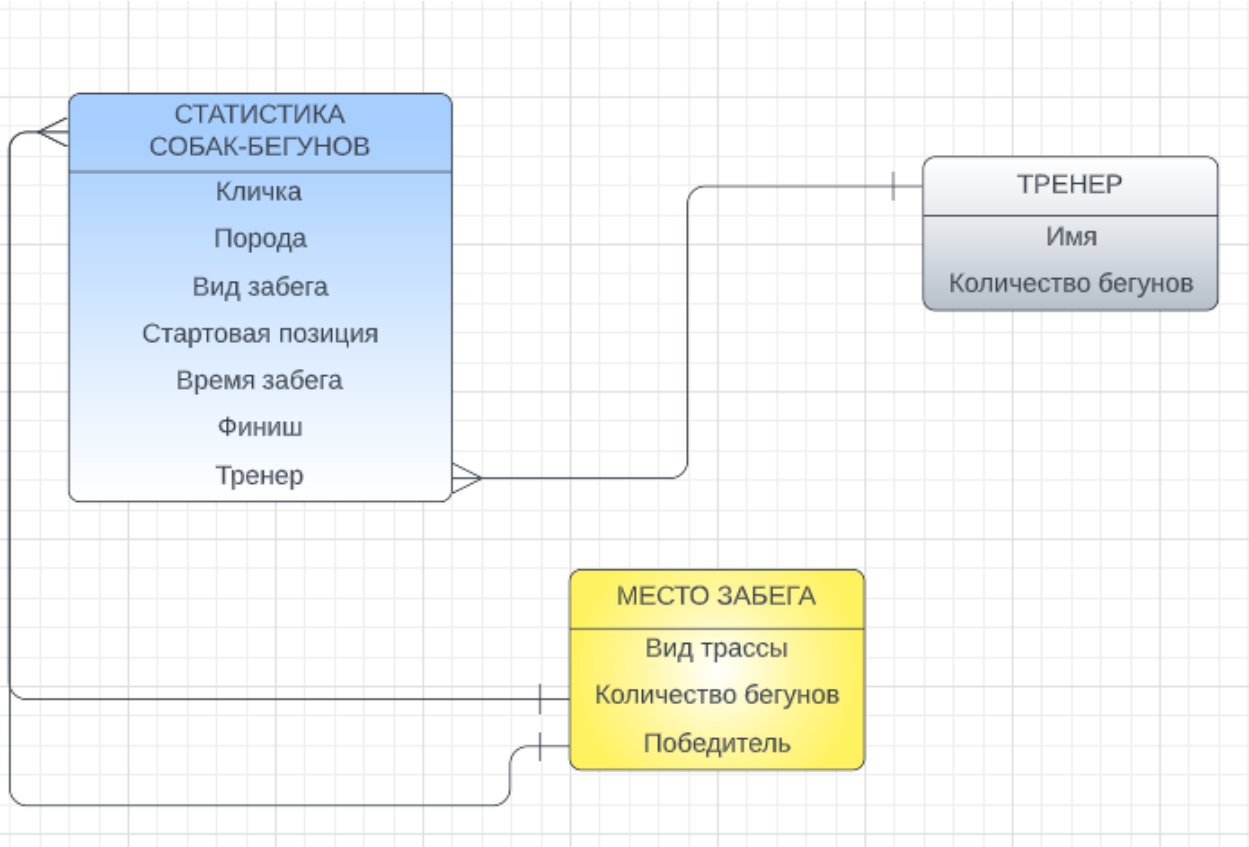 СТАТИСТИКА
СОБАК-БЕГУНОВ
Кличка
Порода
Вид забега
Стартовая позиция
Время забега
Финиш
Тренер
ТРЕНЕР
Имя
Количество бегунов
МЕСТО ЗАБЕГА
Вид трассы
Количество бегунов
Победитель